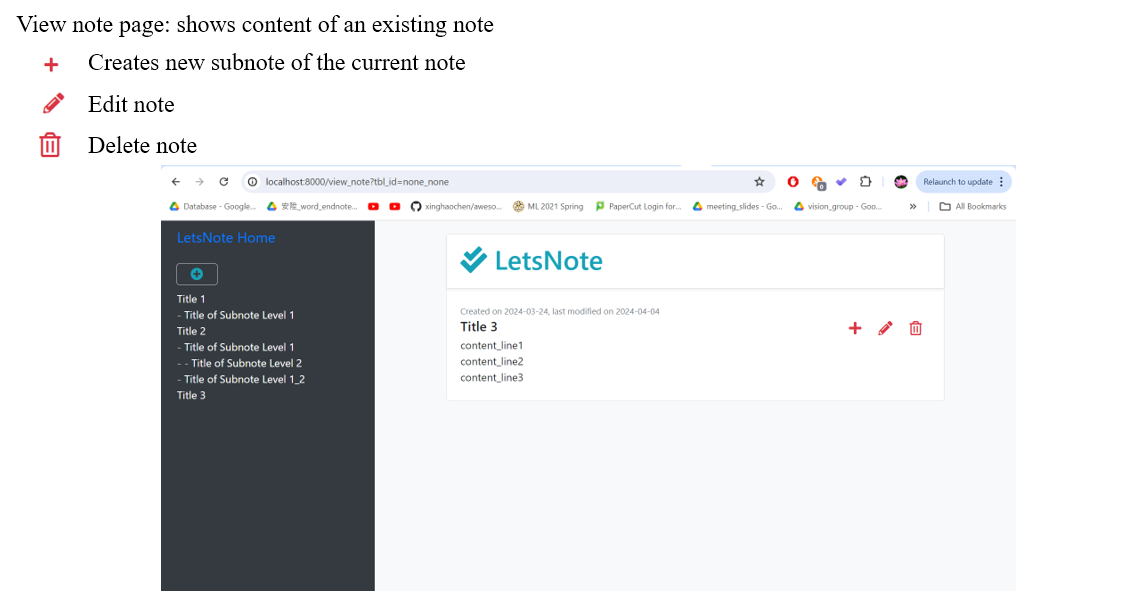 View note page: shows content of an existing note
Creates new subnote of the current note
Edit note
Delete note
localhost:8000/view_note?tbl_id=none_none
0
Relaunch to update
Database - Google... 安陞_word_endnote... xinghaochen/aweso... ML 2021 Spring PaperCut Login for... meeting_slides - Go... vision_group - Goo... » All Bookmarks
LetsNote Home
LetsNote
Title 1
- Title of Subnote Level 1
Title 2
- Title of Subnote Level 1
- - Title of Subnote Level 2
- Title of Subnote Level 1_2
Title 3
Created on 2024-03-24, last modified on 2024-04-04
Title 3
content_line1
content_line2
content_line3